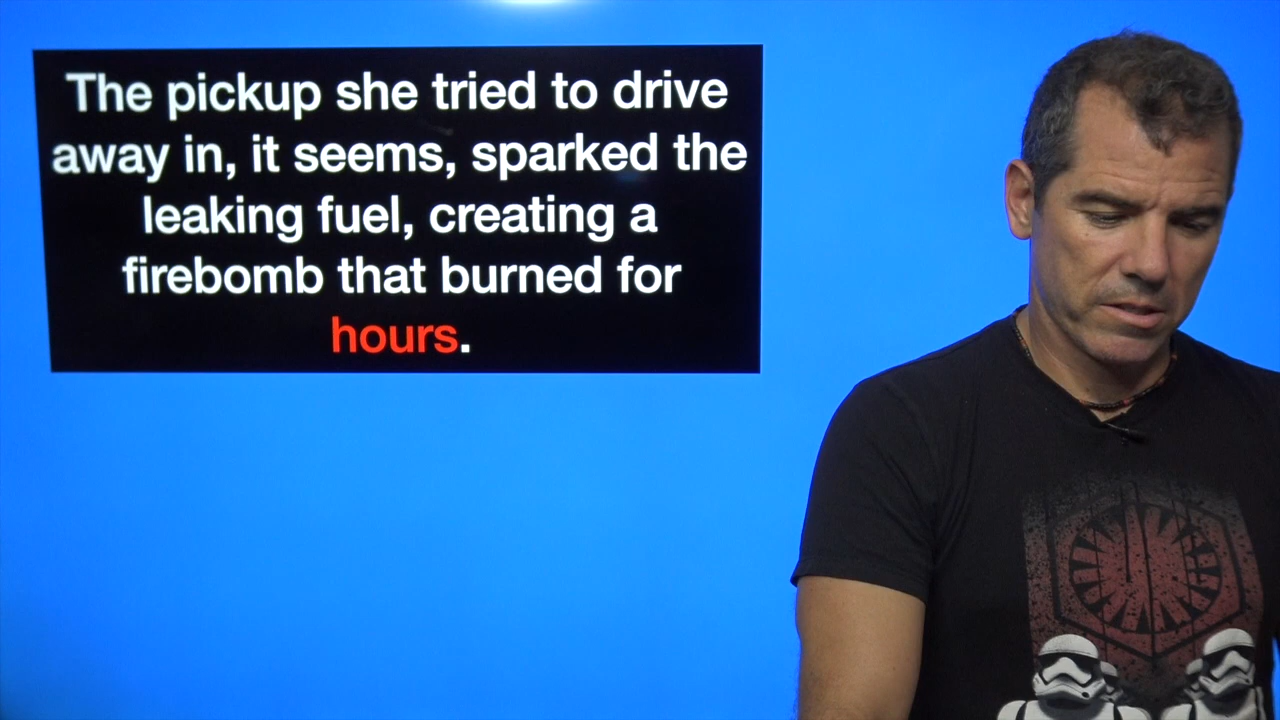 The pickup she tried to drive
away in, it seems, sparked the
leaking fuel, creating a
firebomb that burned for
hours.